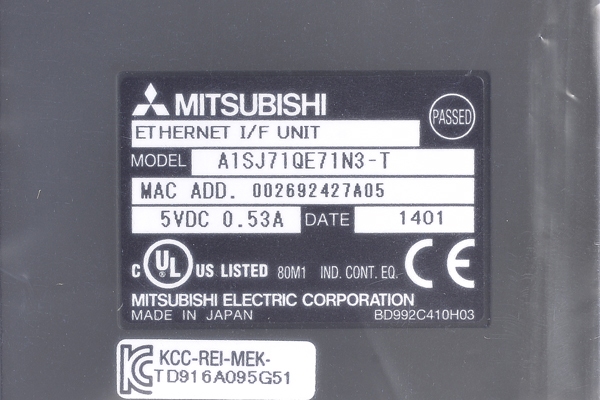 MITSUBISHI
PASSED
ETHERNET I/F UNIT
MODEL A1SJ71QE71N3-T
MAC ADD. 002692427A05
5VDC 0.53A DATE 1401
C UL ® US LISTED 80M1 IND. CONT. EQ. CE
MITSUBISHI ELECTRIC CORPORATION
MADE IN JAPAN BD992C410H03
KCC-REI-MEK-
TD916A095G51